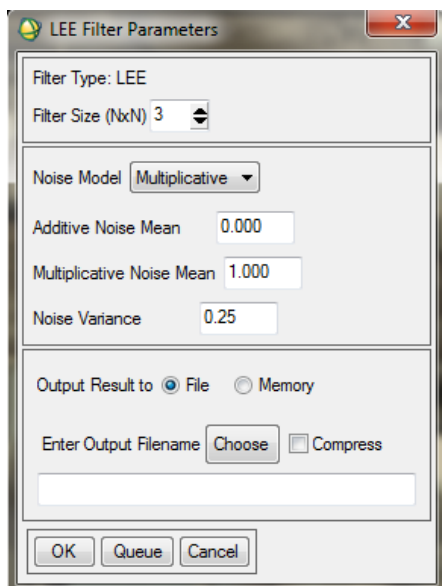 LEE Filter Parameters
Filter Type: LEE
Filter Size (NxN) 3
Noise Model Multiplicative
Additive Noise Mean 0.000
Multiplicative Noise Mean 1.000
Noise Variance 0.25
Output Result to File Memory
Enter Output Filename Choose Compress
OK Queue Cancel